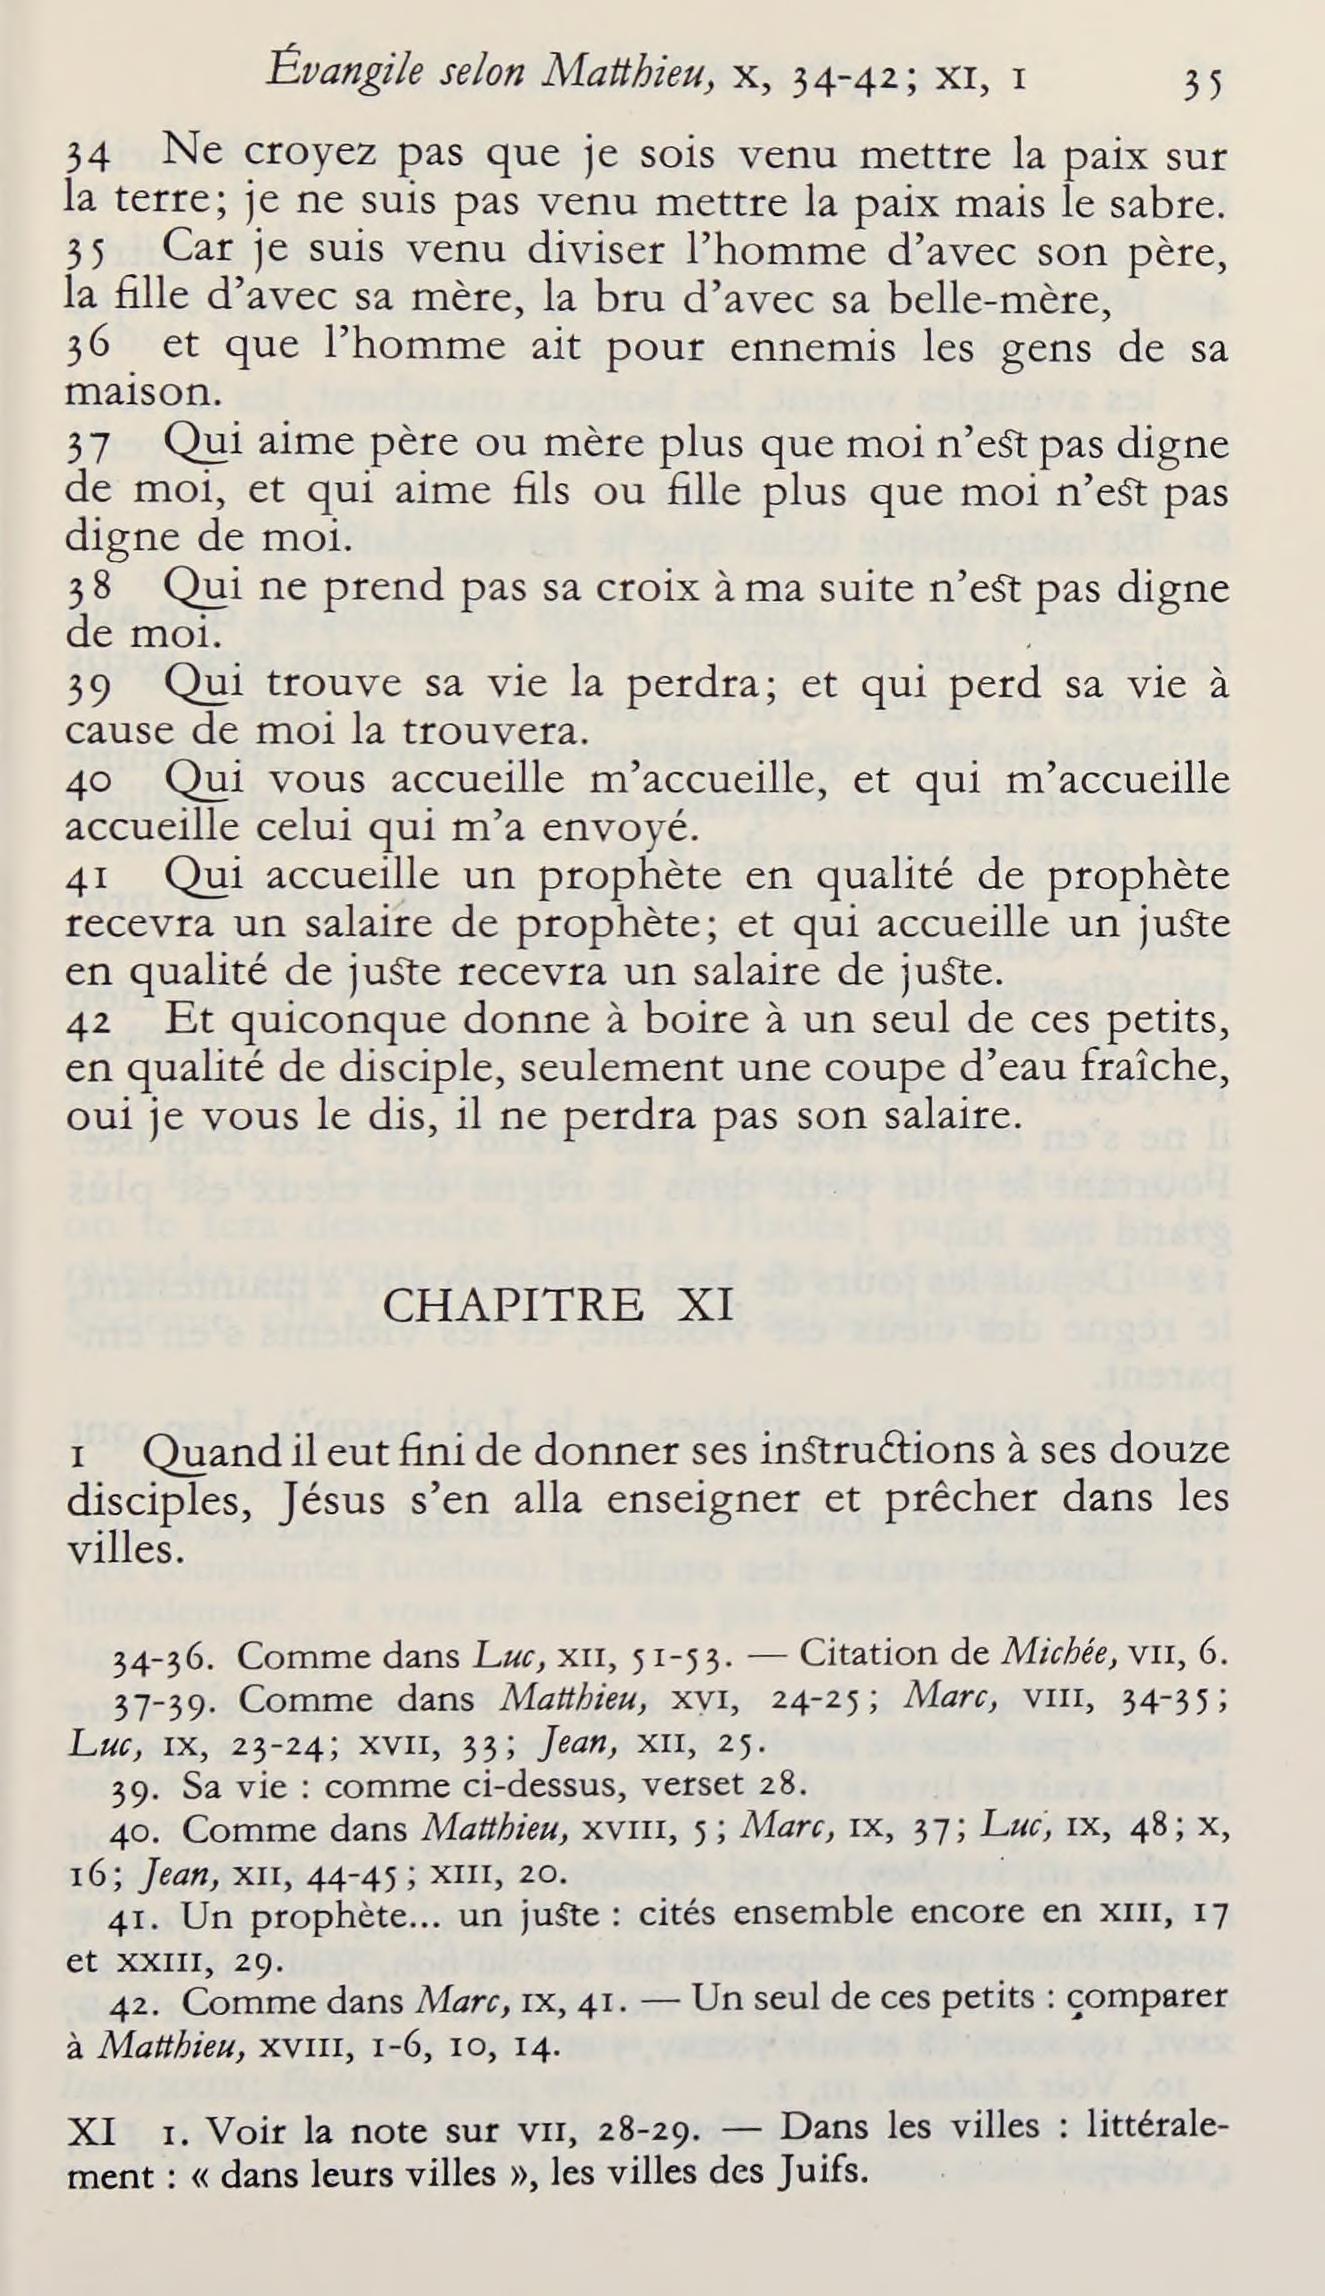 Évangile selon Matthieu, X, 34-42; XI, 1 35
34 Ne croyez pas que je sois venu mettre la paix sur
la terre; je ne suis pas venu mettre la paix mais le sabre.
35 Car je suis venu diviser l'homme d'avec son père,
la fille d'avec sa mère, la bru d'avec sa belle-mère,
36 et que l'homme ait pour ennemis les gens de sa
maison.
37 Qui aime père ou mère plus que moi n'est pas digne
de moi, et qui aime fils ou fille plus que moi n'est pas
digne de moi.
38 Qui ne prend pas sa croix à ma suite n'est pas digne
de moi.
39 Qui trouve sa vie la perdra; et qui perd sa vie à
cause de moi la trouvera.
40 Qui vous accueille m'accueille, et qui m'accueille
accueille celui qui m'a envoyé.
41 Qui accueille un prophète en qualité de prophète
recevra un salaire de prophète; et qui accueille un juste
en qualité de juste recevra un salaire de juste.
42 Et quiconque donne à boire à un seul de ces petits,
en qualité de disciple, seulement une coupe d'eau fraîche,
oui je vous le dis, il ne perdra pas son salaire.
CHAPITRE XI
1 Quand il eut fini de donner ses instructions à ses douze
disciples, Jésus s'en alla enseigner et prêcher dans les
villes.
34-36. Comme dans Luc, XII, 51-53. — Citation de Michée, VII, 6.
37-39. Comme dans Matthieu, XVI, 24-25; Marc, VIII, 34-35;
Luc, IX, 23-24; XVII, 33; Jean, XII, 25.
39. Sa vie : comme ci-dessus, verset 28.
40. Comme dans Matthieu, XVIII, 5; Marc, IX, 37; Luc, IX, 48; X,
16; Jean, XII, 44-45; XIII, 20.
41. Un prophète... un juste : cités ensemble encore en XIII, 17
et XXIII, 29.
42. Comme dans Marc, IX, 41. — Un seul de ces petits : comparer
à Matthieu, XVIII, 1-6, 10, 14.
XI 1. Voir la note sur VII, 28-29. — Dans les villes : littérale-
ment : « dans leurs villes », les villes des Juifs.